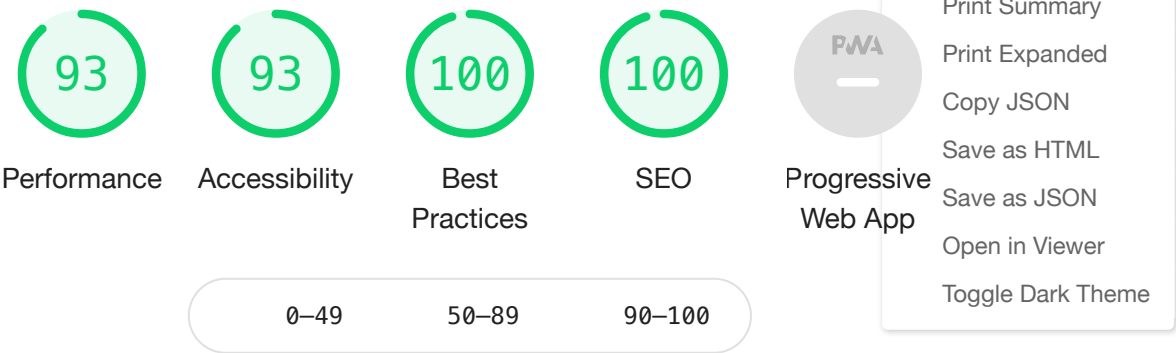 93
93
100
100
PWA
Performance
Accessibility
Best
Practices
SEO
Progressive
Web App
0–49
50–89
90–100
Print Summary
Print Expanded
Copy JSON
Save as HTML
Save as JSON
Open in Viewer
Toggle Dark Theme